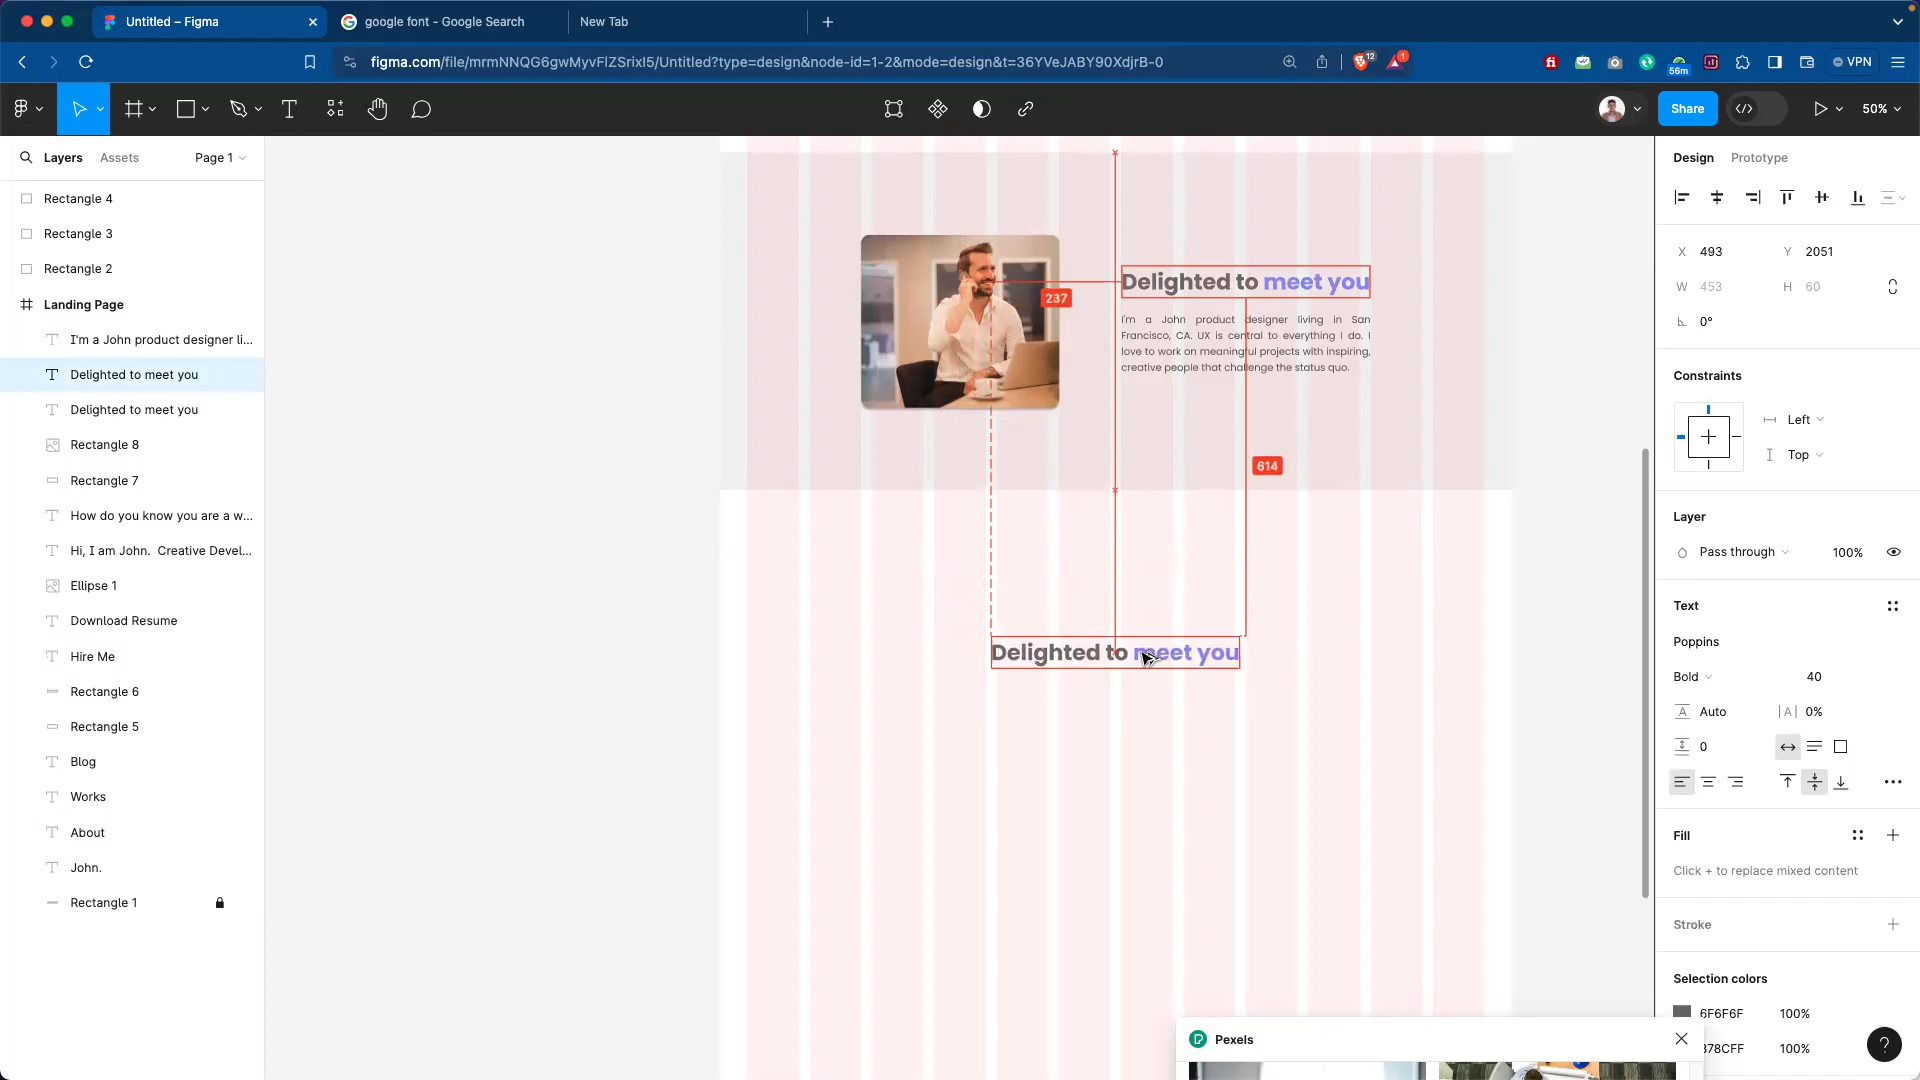 Untitled – Figma
google font - Google Search
New Tab
figma.com/file/mrmNNQG6gwMyvFlZSrixI5/Untitled?type=design&node-id=1-2&mode=design&t=36YVeJABY90XdjrB-0
12
1
56m
VPN
Share
50%
Layers
Assets
Page 1
Rectangle 4
Rectangle 3
Rectangle 2
Landing Page
I'm a John product designer li...
Delighted to meet you
Delighted to meet you
Rectangle 8
Rectangle 7
How do you know you are a w...
Hi, I am John. Creative Devel...
Ellipse 1
Download Resume
Hire Me
Rectangle 6
Rectangle 5
Blog
Works
About
John.
Rectangle 1
237
Delighted to meet you
I'm a John product designer living in San
Francisco, CA. UX is central to everything I do. I
love to work on meaningful projects with inspiring,
creative people that challenge the status quo.
614
Delighted to meet you
Pexels
Design
Prototype
X 493
Y 2051
W 453
H 60
0°
Constraints
Left
Top
Layer
Pass through
100%
Text
Poppins
Bold
40
Auto
|A| 0%
0
Fill
Click + to replace mixed content
Stroke
Selection colors
6F6F6F
100%
378CFF
100%
?